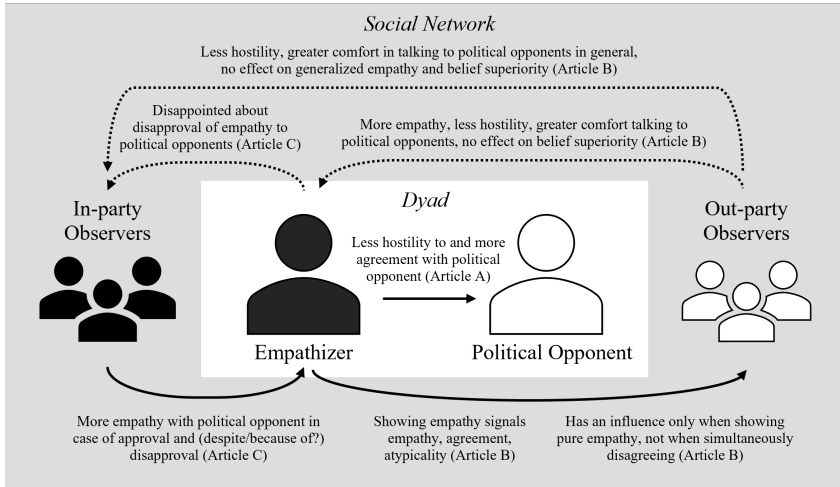 Social Network
Less hostility, greater comfort in talking to political opponents in general,
no effect on generalized empathy and belief superiority (Article B)
Disappointed about
disapproval of empathy to
political opponents (Article C)
More empathy, less hostility, greater comfort talking to
political opponents, no effect on belief superiority (Article B)
Dyad
In-party
Observers
Out-party
Observers
Less hostility to and more
agreement with political
opponent (Article A)
Empathizer
Political Opponent
More empathy with political opponent in
case of approval and (despite/because of?)
disapproval (Article C)
Showing empathy signals
empathy, agreement,
atypicality (Article B)
Has an influence only when showing
pure empathy, not when simultaneously
disagreeing (Article B)